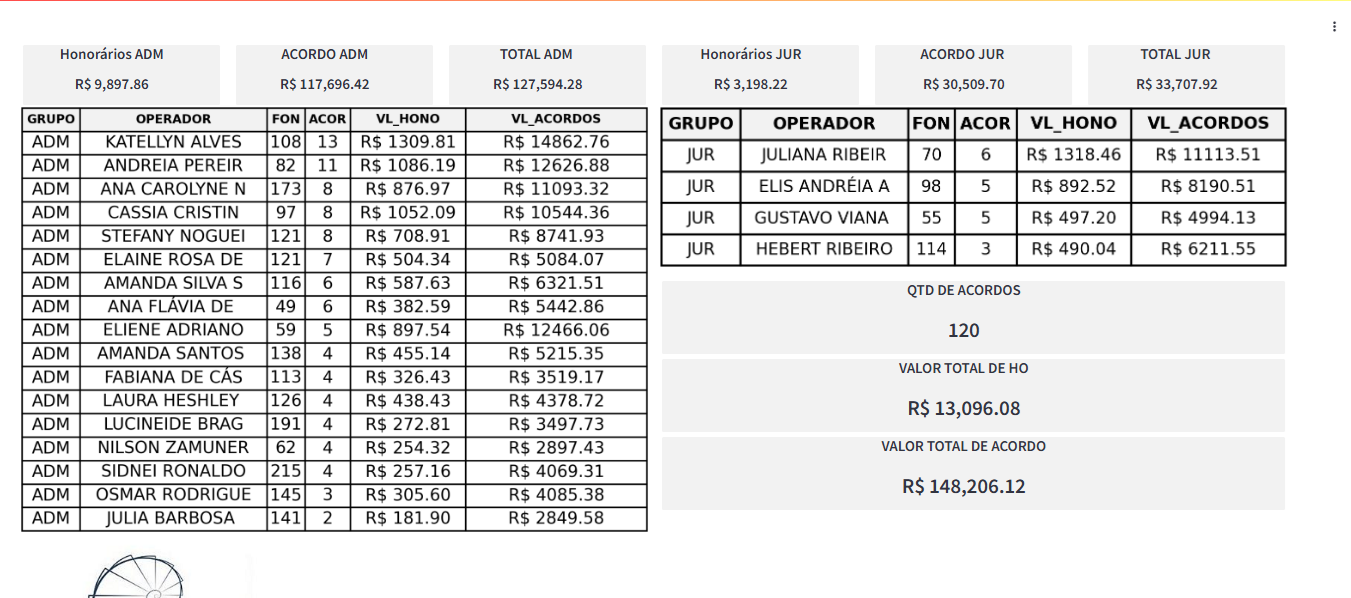 Honorários ADM
R$ 9,897.86
ACORDO ADM
R$ 117,696.42
TOTAL ADM
R$ 127,594.28
Honorários JUR
R$ 3,198.22
ACORDO JUR
R$ 30,509.70
TOTAL JUR
R$ 33,707.92
GRUPO OPERADOR FON ACOR VL_HONO VL_ACORDOS
ADM KATELLYN ALVES 108 13 R$ 1309.81 R$ 14862.76
ADM ANDREIA PEREIR 82 11 R$ 1086.19 R$ 12626.88
ADM ANA CAROLYNE N 173 8 R$ 876.97 R$ 11093.32
ADM CASSIA CRISTIN 97 8 R$ 1052.09 R$ 10544.36
ADM STEFANY NOGUEI 121 8 R$ 708.91 R$ 8741.93
ADM ELAINE ROSA DE 121 7 R$ 504.34 R$ 5084.07
ADM AMANDA SILVA S 116 6 R$ 587.63 R$ 6321.51
ADM ANA FLÁVIA DE 49 6 R$ 382.59 R$ 5442.86
ADM ELIENE ADRIANO 59 5 R$ 897.54 R$ 12466.06
ADM AMANDA SANTOS 138 4 R$ 455.14 R$ 5215.35
ADM FABIANA DE CÁS 113 4 R$ 326.43 R$ 3519.17
ADM LAURA HESHLEY 126 4 R$ 438.43 R$ 4378.72
ADM LUCINEIDE BRAG 191 4 R$ 272.81 R$ 3497.73
ADM NILSON ZAMUNER 62 4 R$ 254.32 R$ 2897.43
ADM SIDNEI RONALDO 215 4 R$ 257.16 R$ 4069.31
ADM OSMAR RODRIGUE 145 3 R$ 305.60 R$ 4085.38
ADM JULIA BARBOSA 141 2 R$ 181.90 R$ 2849.58
GRUPO OPERADOR FON ACOR VL_HONO VL_ACORDOS
JUR JULIANA RIBEIR 70 6 R$ 1318.46 R$ 11113.51
JUR ELIS ANDRÉIA A 98 5 R$ 892.52 R$ 8190.51
JUR GUSTAVO VIANA 55 5 R$ 497.20 R$ 4994.13
JUR HEBERT RIBEIRO 114 3 R$ 490.04 R$ 6211.55
QTD DE ACORDOS
120
VALOR TOTAL DE HO
R$ 13,096.08
VALOR TOTAL DE ACORDO
R$ 148,206.12